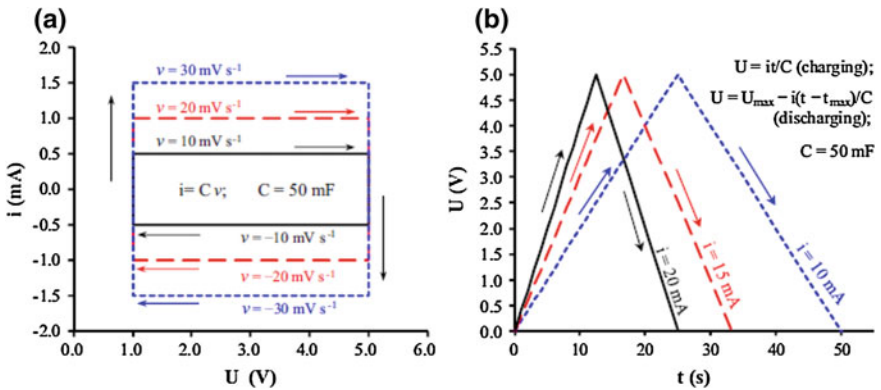 (a)
i (mA)
2.0
1.5
1.0
0.5
0.0
-0.5
-1.0
-1.5
-2.0
v = 30 mV s⁻¹
v = 20 mV s⁻¹
v = 10 mV s⁻¹
i= C v; C = 50 mF
v = –10 mV s⁻¹
v = –20 mV s⁻¹
v = –30 mV s⁻¹
0.0 1.0 2.0 3.0 4.0 5.0 6.0
U (V)
(b)
U (V)
5.0
4.5
4.0
3.5
3.0
2.5
2.0
1.5
1.0
0.5
0.0
U = it/C (charging);
U = Umax – i(t – tmax)/C
(discharging);
C = 50 mF
i = 20 mA
i = 15 mA
i = 10 mA
0 10 20 30 40 50
t (s)